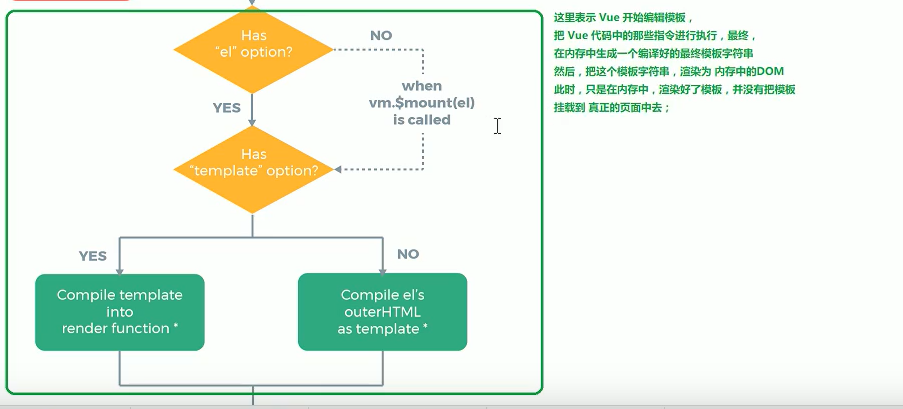 Has
“el” option?
NO
when
vm.$mount(el)
is called
YES
Has
“template” option?
YES
NO
Compile template
into
render function *
Compile el’s
outerHTML
as template *
这里表示 Vue 开始编辑模板，
把 Vue 代码中的那些指令进行执行，最终，
在内存中生成一个编译好的最终模板字符串
然后，把这个模板字符串，渲染为 内存中的DOM
此时，只是在内存中，渲染好了模板，并没有把模板
挂载到 真正的页面中去；